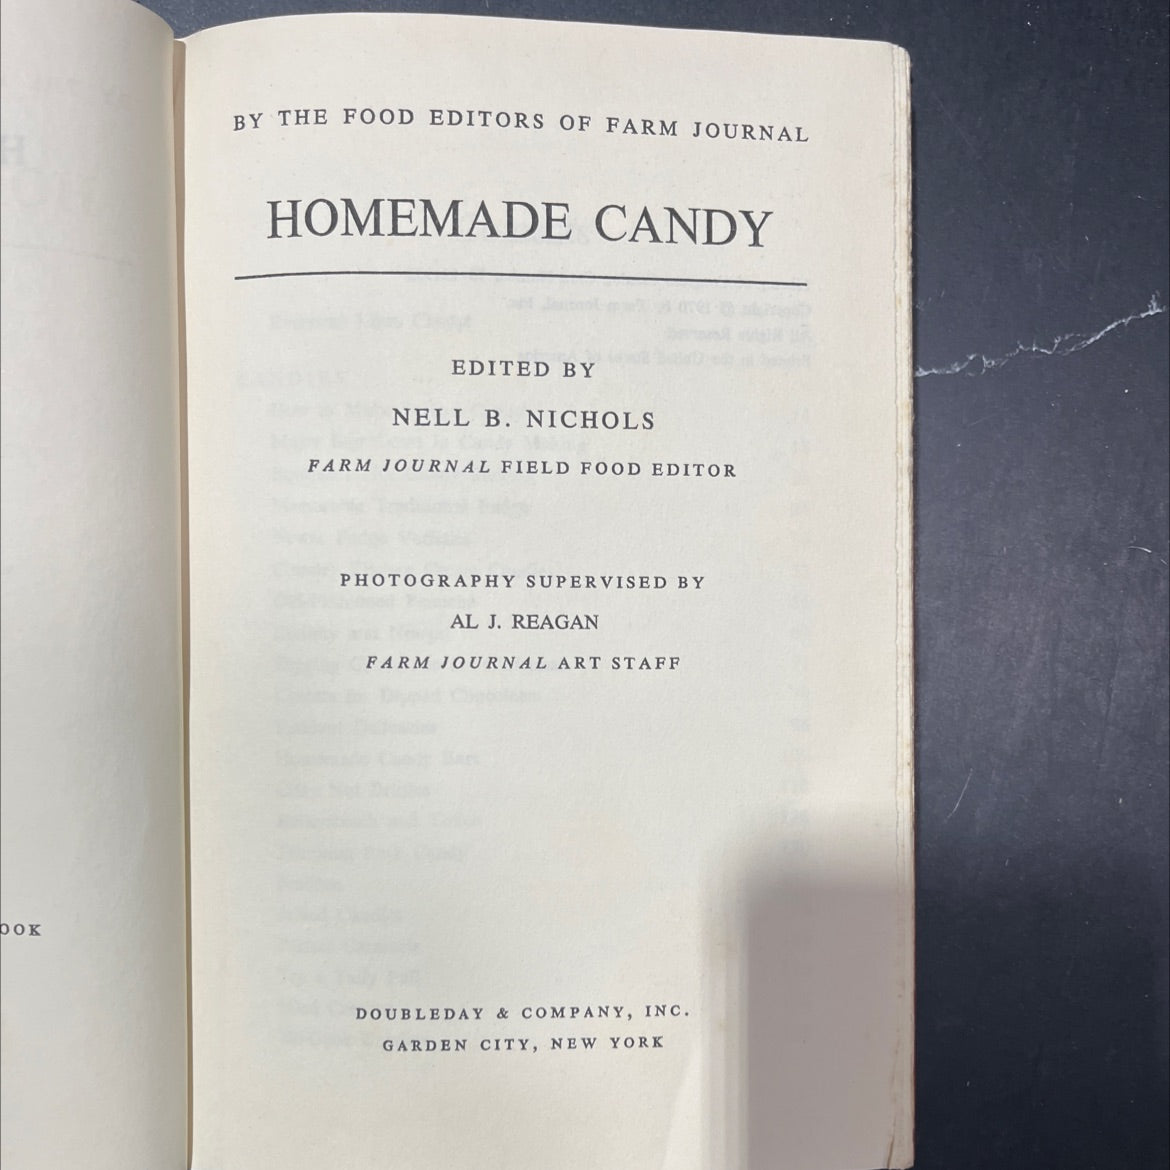 BY THE FOOD EDITORS OF FARM JOURNAL
HOMEMADE CANDY
EDITED BY
NELL B. NICHOLS
FARM JOURNAL FIELD FOOD EDITOR
PHOTOGRAPHY SUPERVISED BY
AL J. REAGAN
FARM JOURNAL ART STAFF
DOUBLEDAY & COMPANY, INC.
GARDEN CITY, NEW YORK